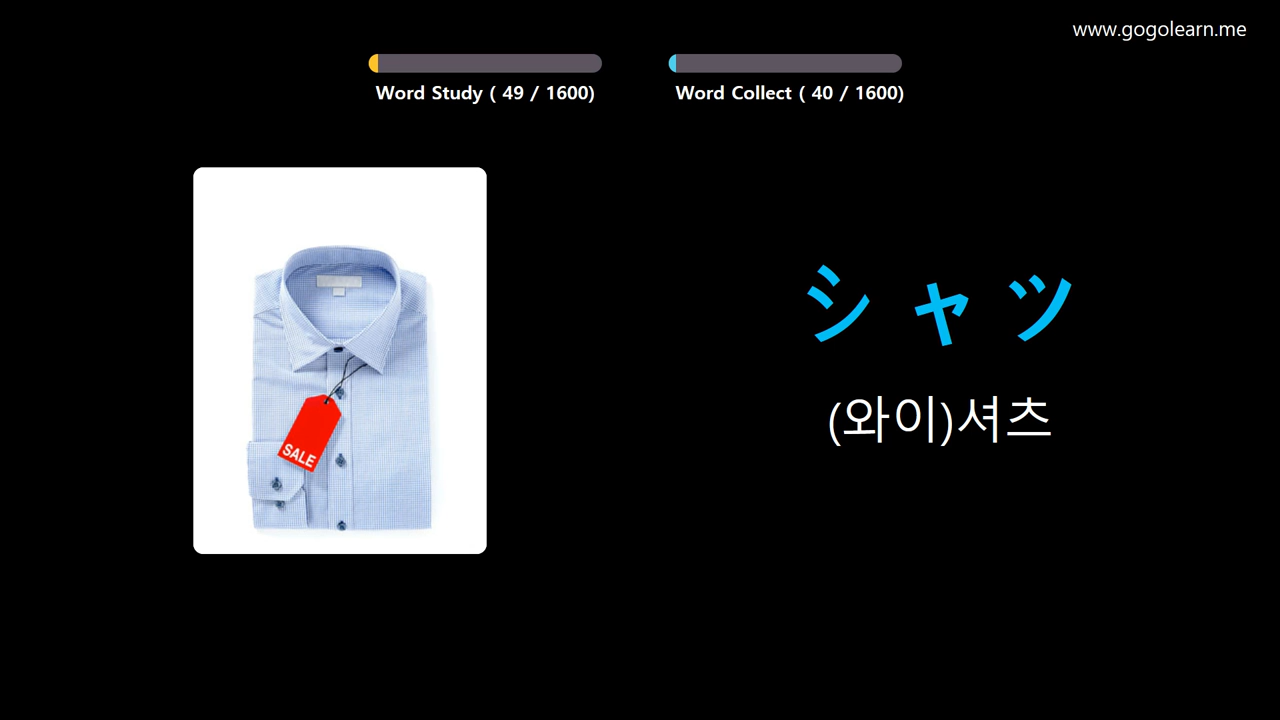 www.gogolearn.me
Word Study ( 49 / 1600)
Word Collect ( 40 / 1600)
シャツ
(와이)셔츠
SALE